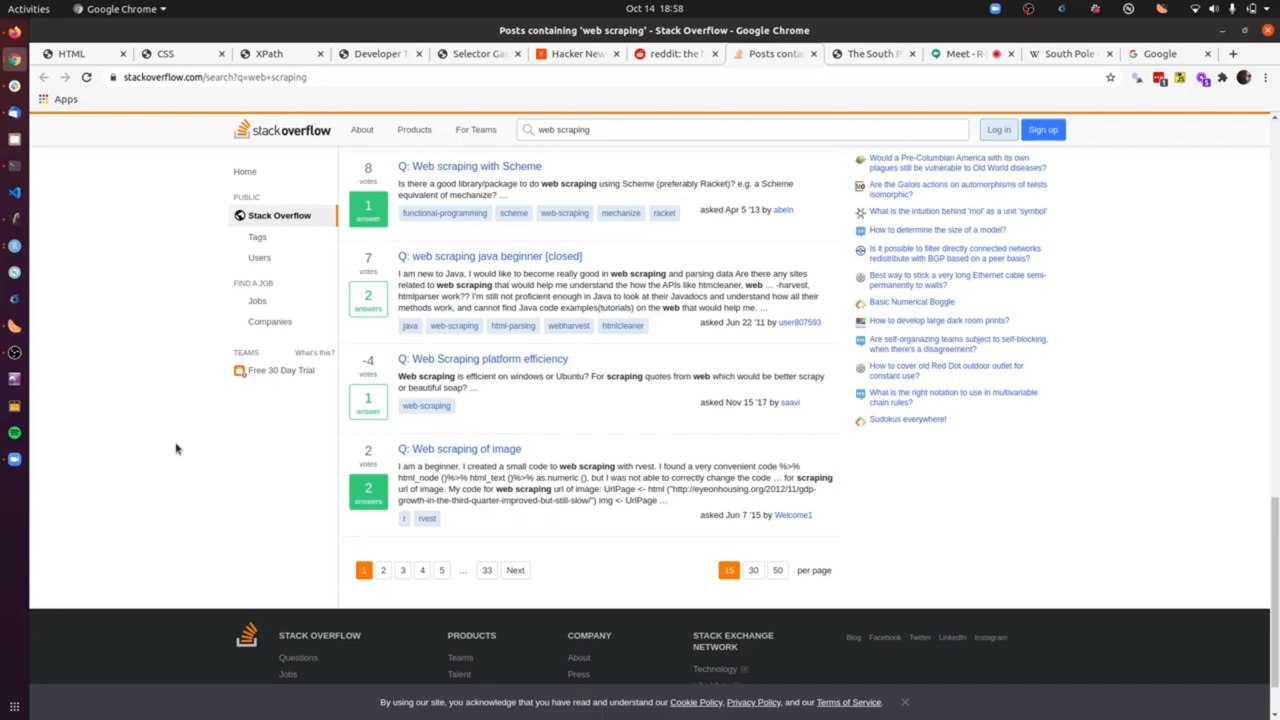 Activities
Google Chrome
Oct 14 18:58
Posts containing 'web scraping' - Stack Overflow - Google Chrome
HTML
CSS
XPath
Developer T
Selector Ga
Hacker New
reddit: the f
Posts conta
The South P
Meet - R-
South Pole -
Google
stackoverflow.com/search?q=web+scraping
Apps
stackoverflow
About
Products
For Teams
web scraping
Log in
Sign up
Home
PUBLIC
Stack Overflow
Tags
Users
FIND A JOB
Jobs
Companies
TEAMS
What's this?
Free 30 Day Trial
8
votes
1
answer
Q: Web scraping with Scheme
Is there a good library/package to do web scraping using Scheme (preferably Racket)? e.g. a Scheme
equivalent of mechanize? ...
functional-programming scheme web-scraping mechanize racket
asked Apr 5 '13 by abeln
7
votes
2
answers
Q: web scraping java beginner [closed]
I am new to Java, I would like to become really good in web scraping and parsing data Are there any sites
related to web scraping that would help me understand the how the APIs like htmlcleaner, web ... -harvest,
htmlparser work?? I'm still not proficient enough in Java to look at their Javadocs and understand how all their
methods work, and cannot find Java code examples(tutorials) on the web that would help me. ...
java web-scraping html-parsing webharvest htmlcleaner
asked Jun 22 '11 by user807593
-4
votes
1
answer
Q: Web Scraping platform efficiency
Web scraping is efficient on windows or Ubuntu? For scraping quotes from web which would be better scrapy
or beautiful soap? ...
web-scraping
asked Nov 15 '17 by saavi
2
votes
2
answers
Q: Web scraping of image
I am a beginner. I created a small code to web scraping with rvest. I found a very convenient code %>%
html_node ()%>% html_text ()%>% as.numeric (), but I was not able to correctly change the code ... for scraping
url of image. My code for web scraping url of image: UrlPage <- html ("http://eyeonhousing.org/2012/11/gdp-
growth-in-the-third-quarter-improved-but-still-slow/") img <- UrlPage ...
r rvest
asked Jun 7 '15 by Welcome1
1 2 3 4 5 ... 33 Next
15 30 50 per page
Would a Pre-Columbian America with its own
plagues still be vulnerable to Old World diseases?
Are the Galois actions on automorphisms of twists
isomorphic?
What is the intuition behind 'mol' as a unit 'symbol'
How to determine the size of a model?
Is it possible to filter directly connected networks
redistribute with BGP based on a peer basis?
Best way to stick a very long Ethernet cable semi-
permanently to walls?
Basic Numerical Boggle
How to develop large dark room prints?
Are self-organazing teams subject to self-blocking,
when there's a disagreement?
How to cover old Red Dot outdoor outlet for
constant use?
What is the right notation to use in multivariable
chain rules?
Sudokus everywhere!
STACK OVERFLOW
Questions
Jobs
PRODUCTS
Teams
Talent
COMPANY
About
Press
STACK EXCHANGE
NETWORK
Technology
Blog Facebook Twitter LinkedIn Instagram
By using our site, you acknowledge that you have read and understand our Cookie Policy, Privacy Policy, and our Terms of Service.